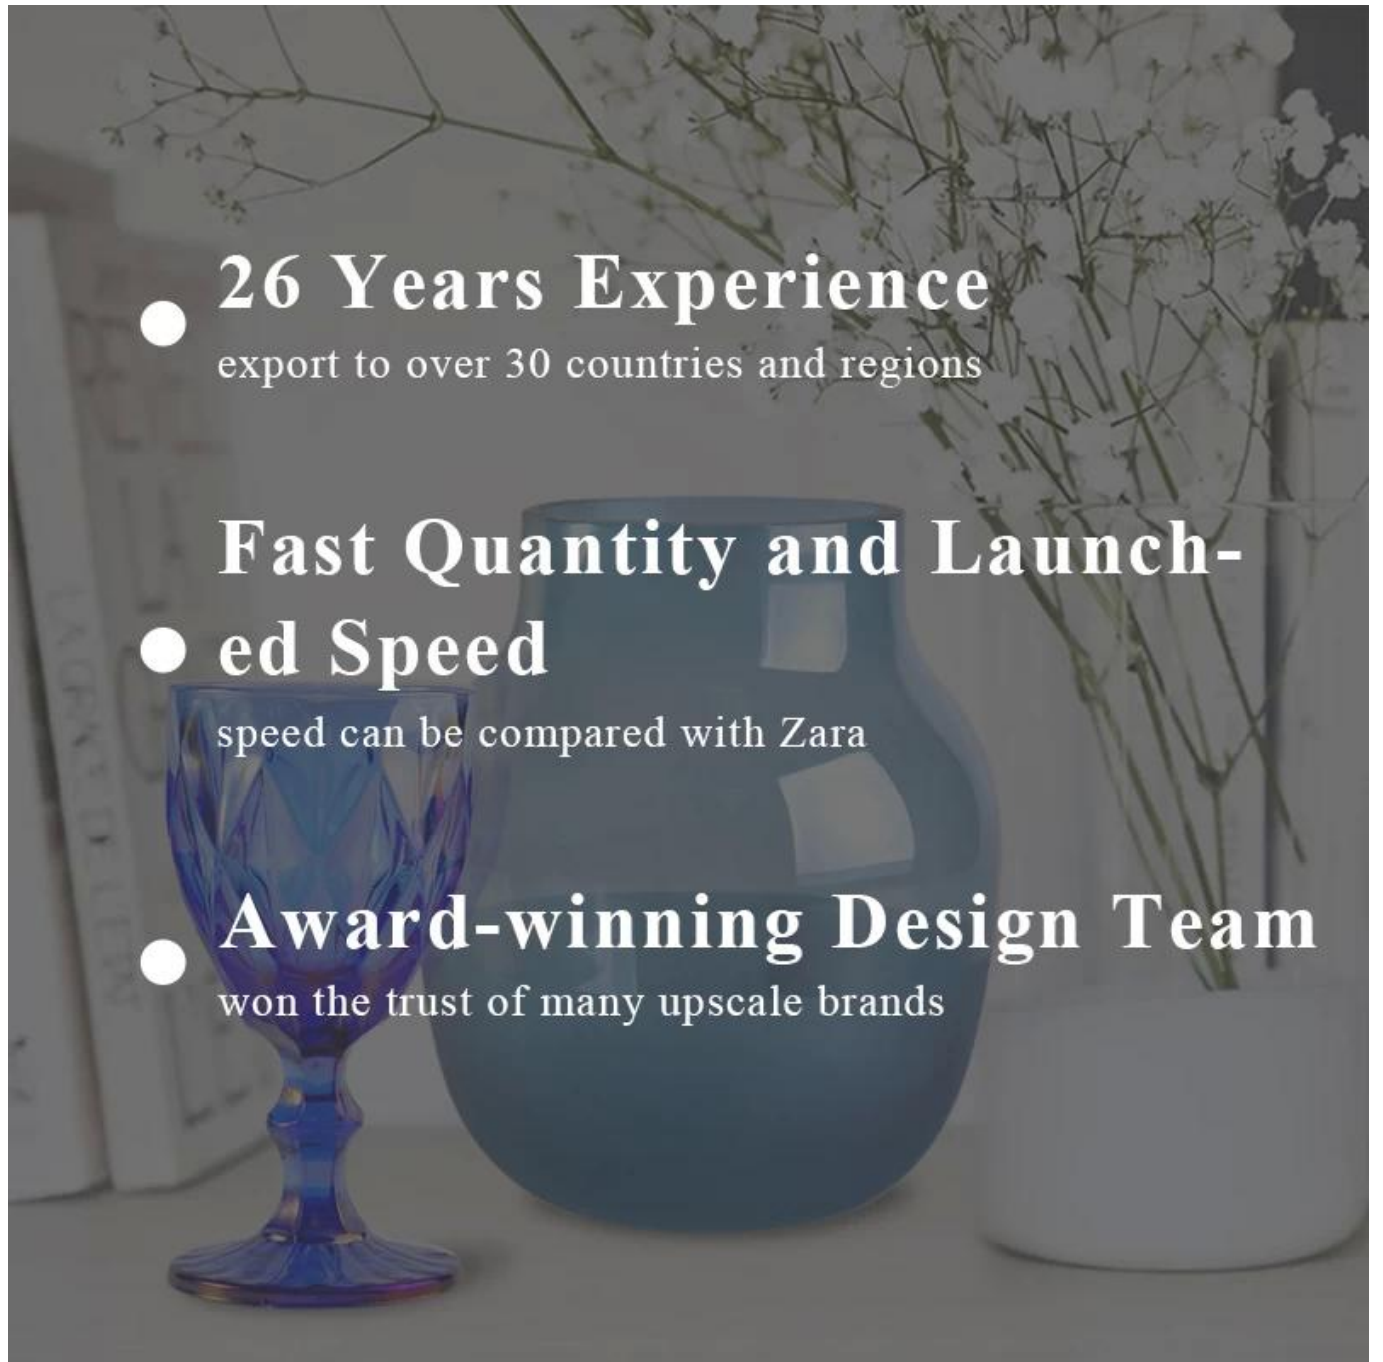 26 Years Experience
export to over 30 countries and regions
Fast Quantity and Launch-
ed Speed
speed can be compared with Zara
Award-winning Design Team
won the trust of many upscale brands